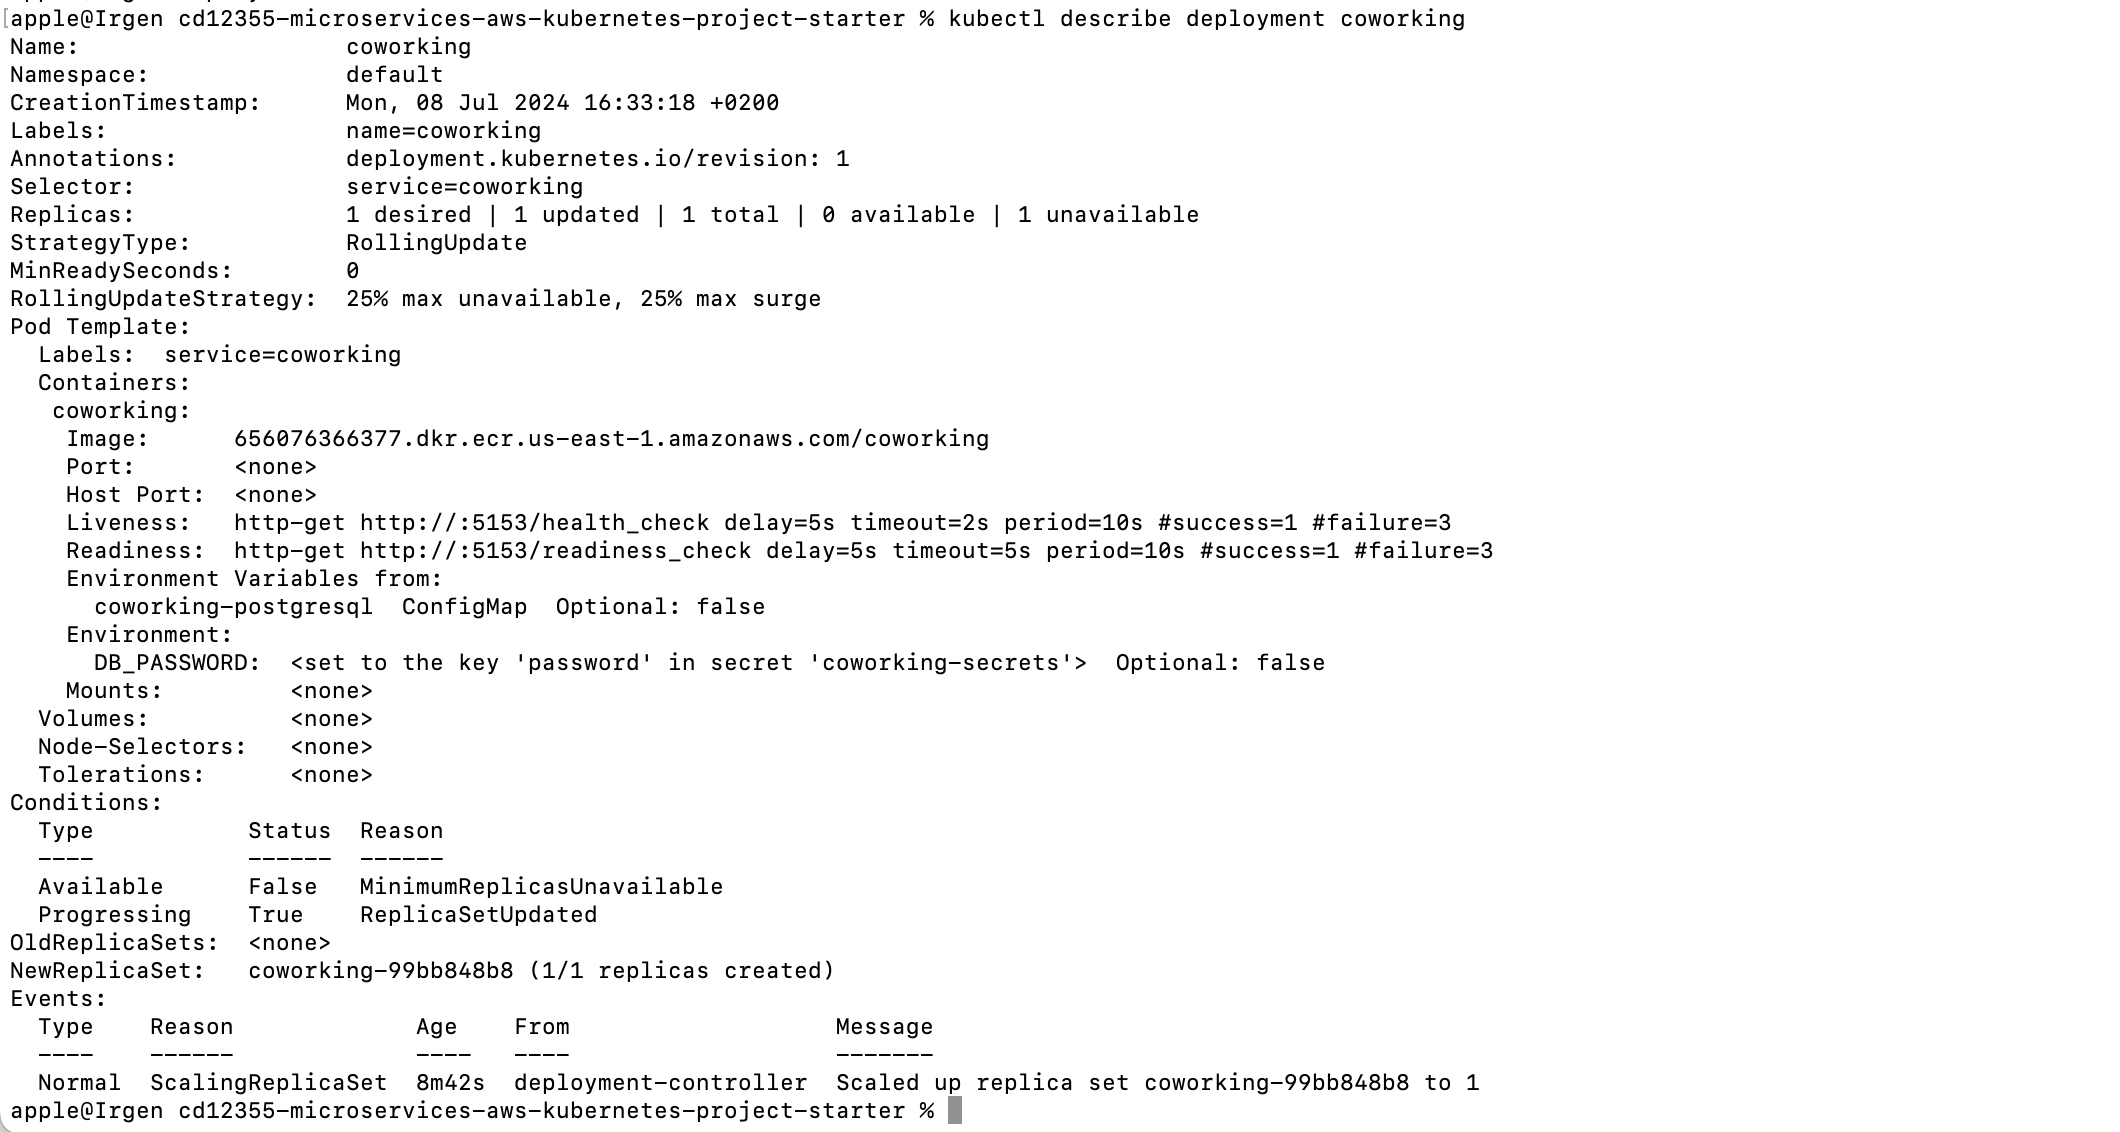 [apple@Irgen cd12355-microservices-aws-kubernetes-project-starter % kubectl describe deployment coworking
Name:                   coworking
Namespace:              default
CreationTimestamp:      Mon, 08 Jul 2024 16:33:18 +0200
Labels:                 name=coworking
Annotations:            deployment.kubernetes.io/revision: 1
Selector:               service=coworking
Replicas:               1 desired | 1 updated | 1 total | 0 available | 1 unavailable
StrategyType:           RollingUpdate
MinReadySeconds:        0
RollingUpdateStrategy:  25% max unavailable, 25% max surge
Pod Template:
  Labels:  service=coworking
  Containers:
   coworking:
    Image:      656076366377.dkr.ecr.us-east-1.amazonaws.com/coworking
    Port:       <none>
    Host Port:  <none>
    Liveness:   http-get http://:5153/health_check delay=5s timeout=2s period=10s #success=1 #failure=3
    Readiness:  http-get http://:5153/readiness_check delay=5s timeout=5s period=10s #success=1 #failure=3
    Environment Variables from:
      coworking-postgresql  ConfigMap  Optional: false
    Environment:
      DB_PASSWORD:  <set to the key 'password' in secret 'coworking-secrets'>  Optional: false
    Mounts:         <none>
  Volumes:          <none>
  Node-Selectors:   <none>
  Tolerations:      <none>
Conditions:
  Type           Status  Reason
  ----           ------  ------
  Available      False   MinimumReplicasUnavailable
  Progressing    True    ReplicaSetUpdated
OldReplicaSets:  <none>
NewReplicaSet:   coworking-99bb848b8 (1/1 replicas created)
Events:
  Type    Reason             Age    From                   Message
  ----    ------             ----   ----                   -------
  Normal  ScalingReplicaSet  8m42s  deployment-controller  Scaled up replica set coworking-99bb848b8 to 1
apple@Irgen cd12355-microservices-aws-kubernetes-project-starter %